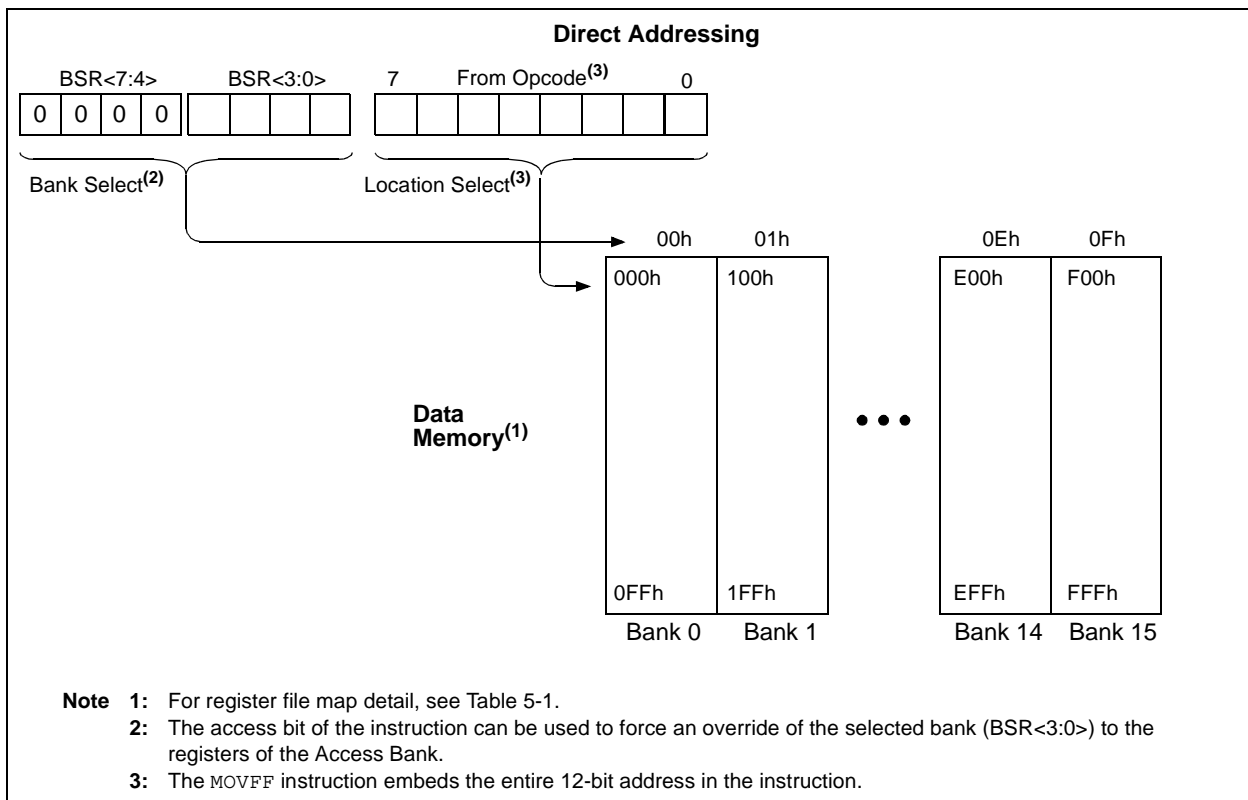 Direct Addressing
BSR<7:4> BSR<3:0> 7 From Opcode(3) 0
0 0 0 0
Bank Select(2) Location Select(3)
00h 01h 0Eh 0Fh
000h 100h E00h F00h
Data
Memory(1)
0FFh 1FFh EFFh FFFh
Bank 0 Bank 1 Bank 14 Bank 15
Note 1: For register file map detail, see Table 5-1.
2: The access bit of the instruction can be used to force an override of the selected bank (BSR<3:0>) to the
registers of the Access Bank.
3: The MOVFF instruction embeds the entire 12-bit address in the instruction.